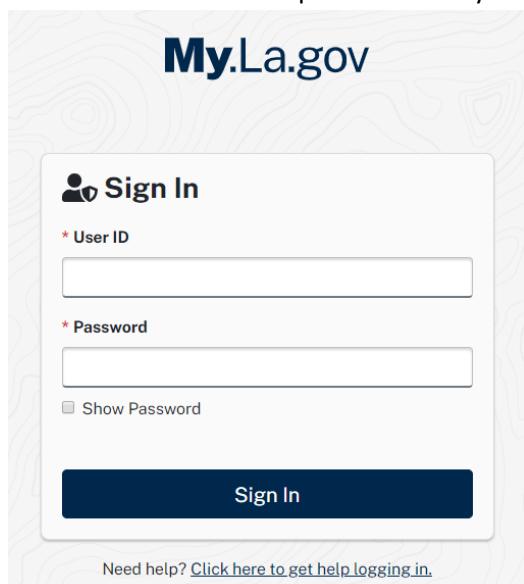 My.La.gov
Sign In
* User ID
* Password
Show Password
Sign In
Need help? Click here to get help logging in.